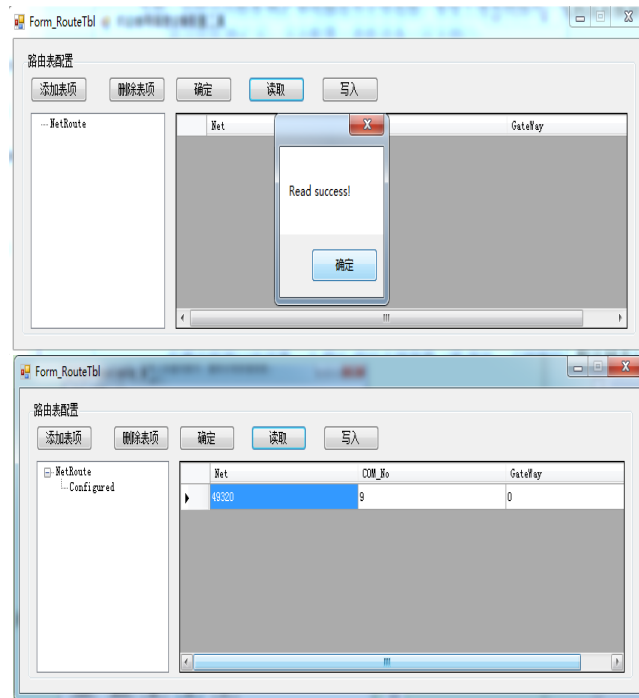 Form_RouteTbl
路由表配置
添加表项 删除表项 确定 读取 写入
NetRoute
Net GateWay
Read success!
确定
Form_RouteTbl
路由表配置
添加表项 删除表项 确定 读取 写入
NetRoute
Configured
Net COM_No GateWay
49320 9 0